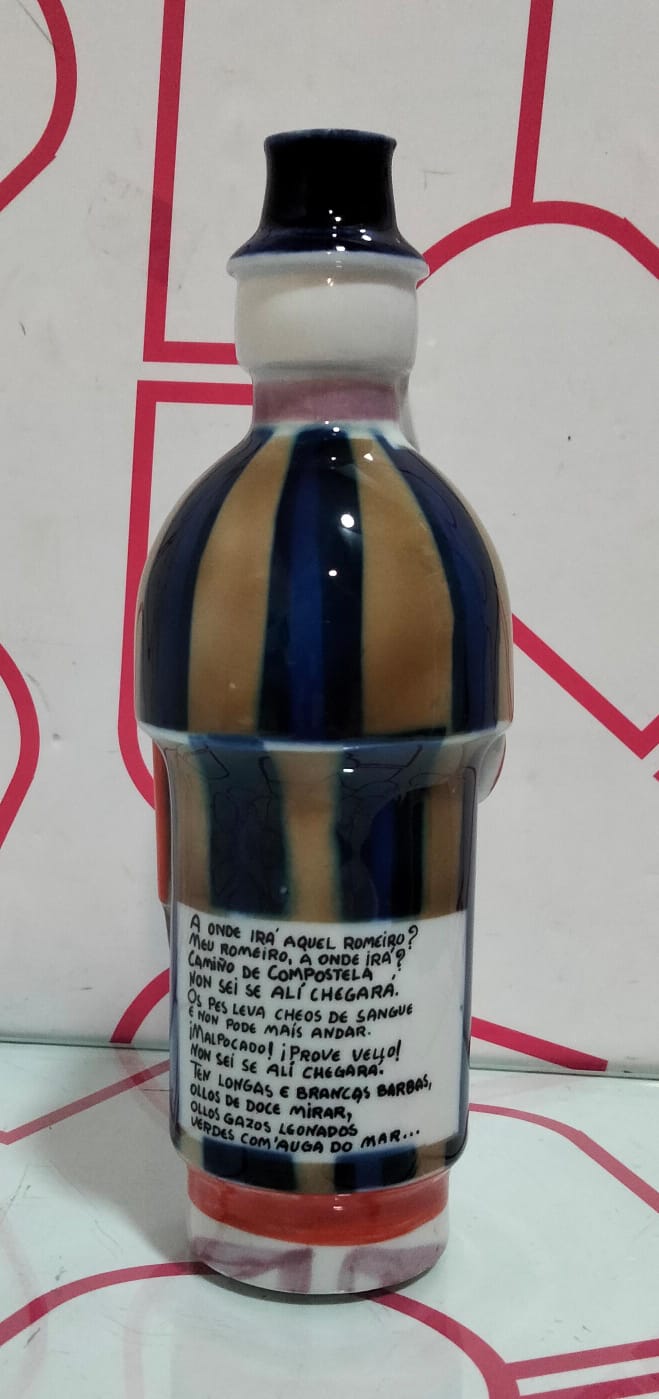 A ONDE IRÁ AQUEL ROMEIRO?
MEU ROMEIRO, A ONDE IRÁ?
CAMIÑO DE COMPOSTELA
NON SEI SE ALÍ CHEGARÁ.
OS PES LEVA CHEOS DE SANGUE
E NON PODE MAÍS ANDAR.
¡MALPOCADO! ¡PROVE VELLO!
NON SEI SE ALÍ CHEGARÁ.
TEN LONGAS E BRANCAS BARBAS,
OLLOS DE DOCE MIRAR,
OLLOS GAZOS LEONADOS
VERDES COM'AUGA DO MAR...